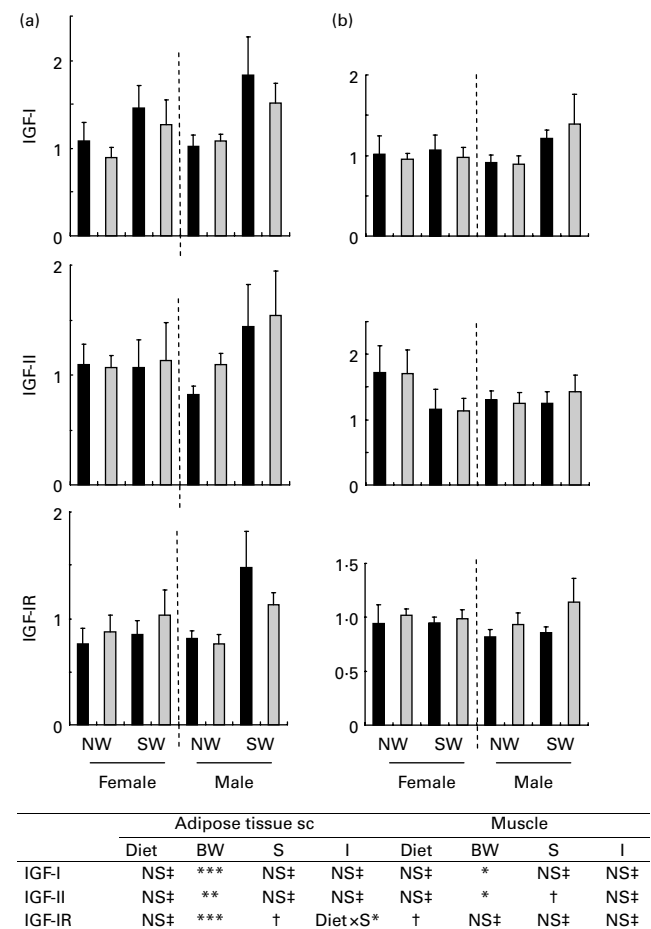 (a) (b)
IGF-I
2
1
0
2
1
0
IGF-II
2
1
0
2
1
0
IGF-IR
2
1
0
1·5
1·0
0·5
0
NW SW NW SW NW SW NW SW
Female Male Female Male
Adipose tissue sc Muscle
Diet BW S I Diet BW S I
IGF-I NS‡ *** NS‡ NS‡ NS‡ * NS‡ NS‡
IGF-II NS‡ ** NS‡ NS‡ NS‡ * † NS‡
IGF-IR NS‡ *** † Diet×S* † NS‡ NS‡ NS‡